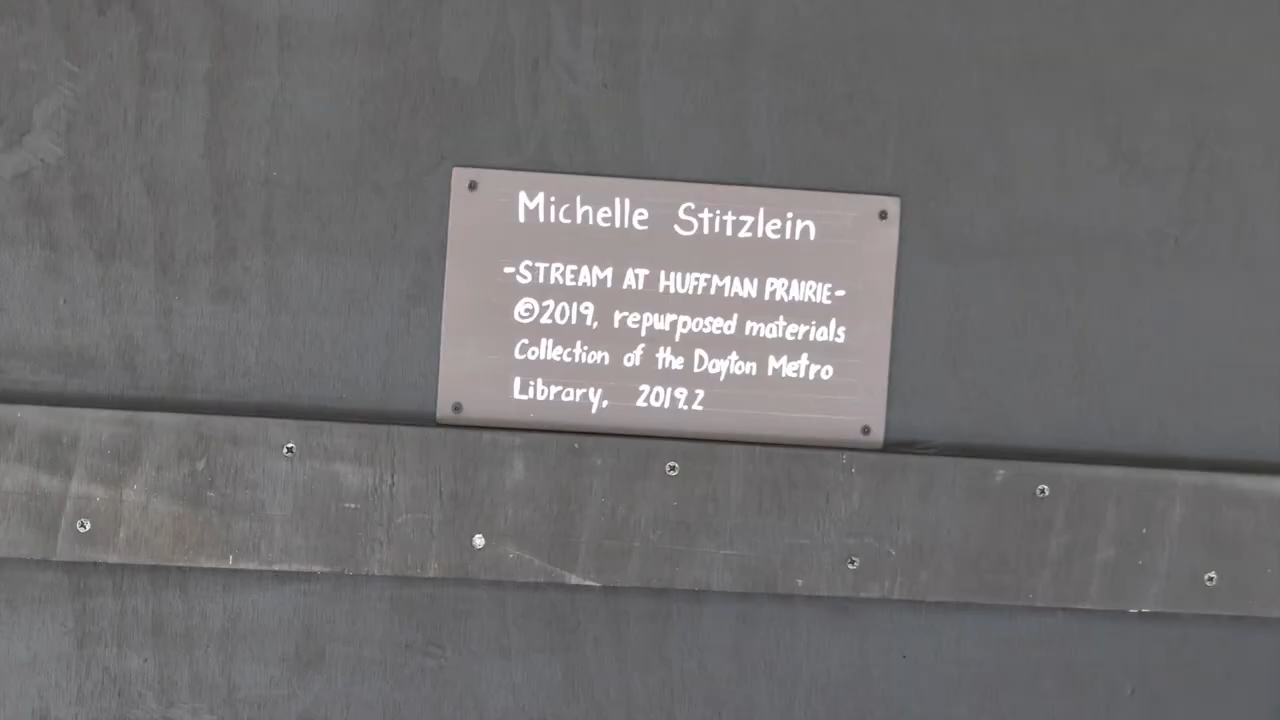 Michelle Stitzlein
-STREAM AT HUFFMAN PRAIRIE-
©2019, repurposed materials
Collection of the Dayton Metro
Library, 2019.2